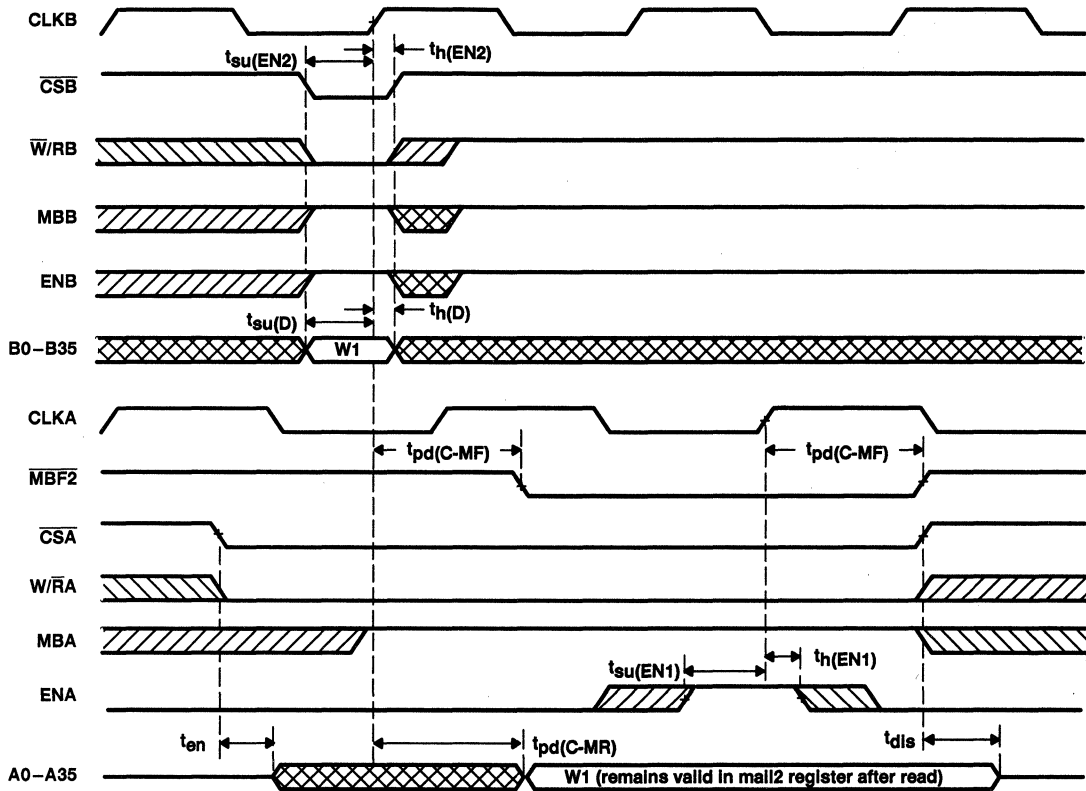 CLKB
tsu(EN2)
th(EN2)
CSB
W/RB
MBB
ENB
tsu(D)
th(D)
B0–B35
W1
CLKA
tpd(C-MF)
tpd(C-MF)
MBF2
CSA
W/RA
MBA
tsu(EN1)
th(EN1)
ENA
ten
tpd(C-MR)
tdis
A0–A35
W1 (remains valid in mail2 register after read)